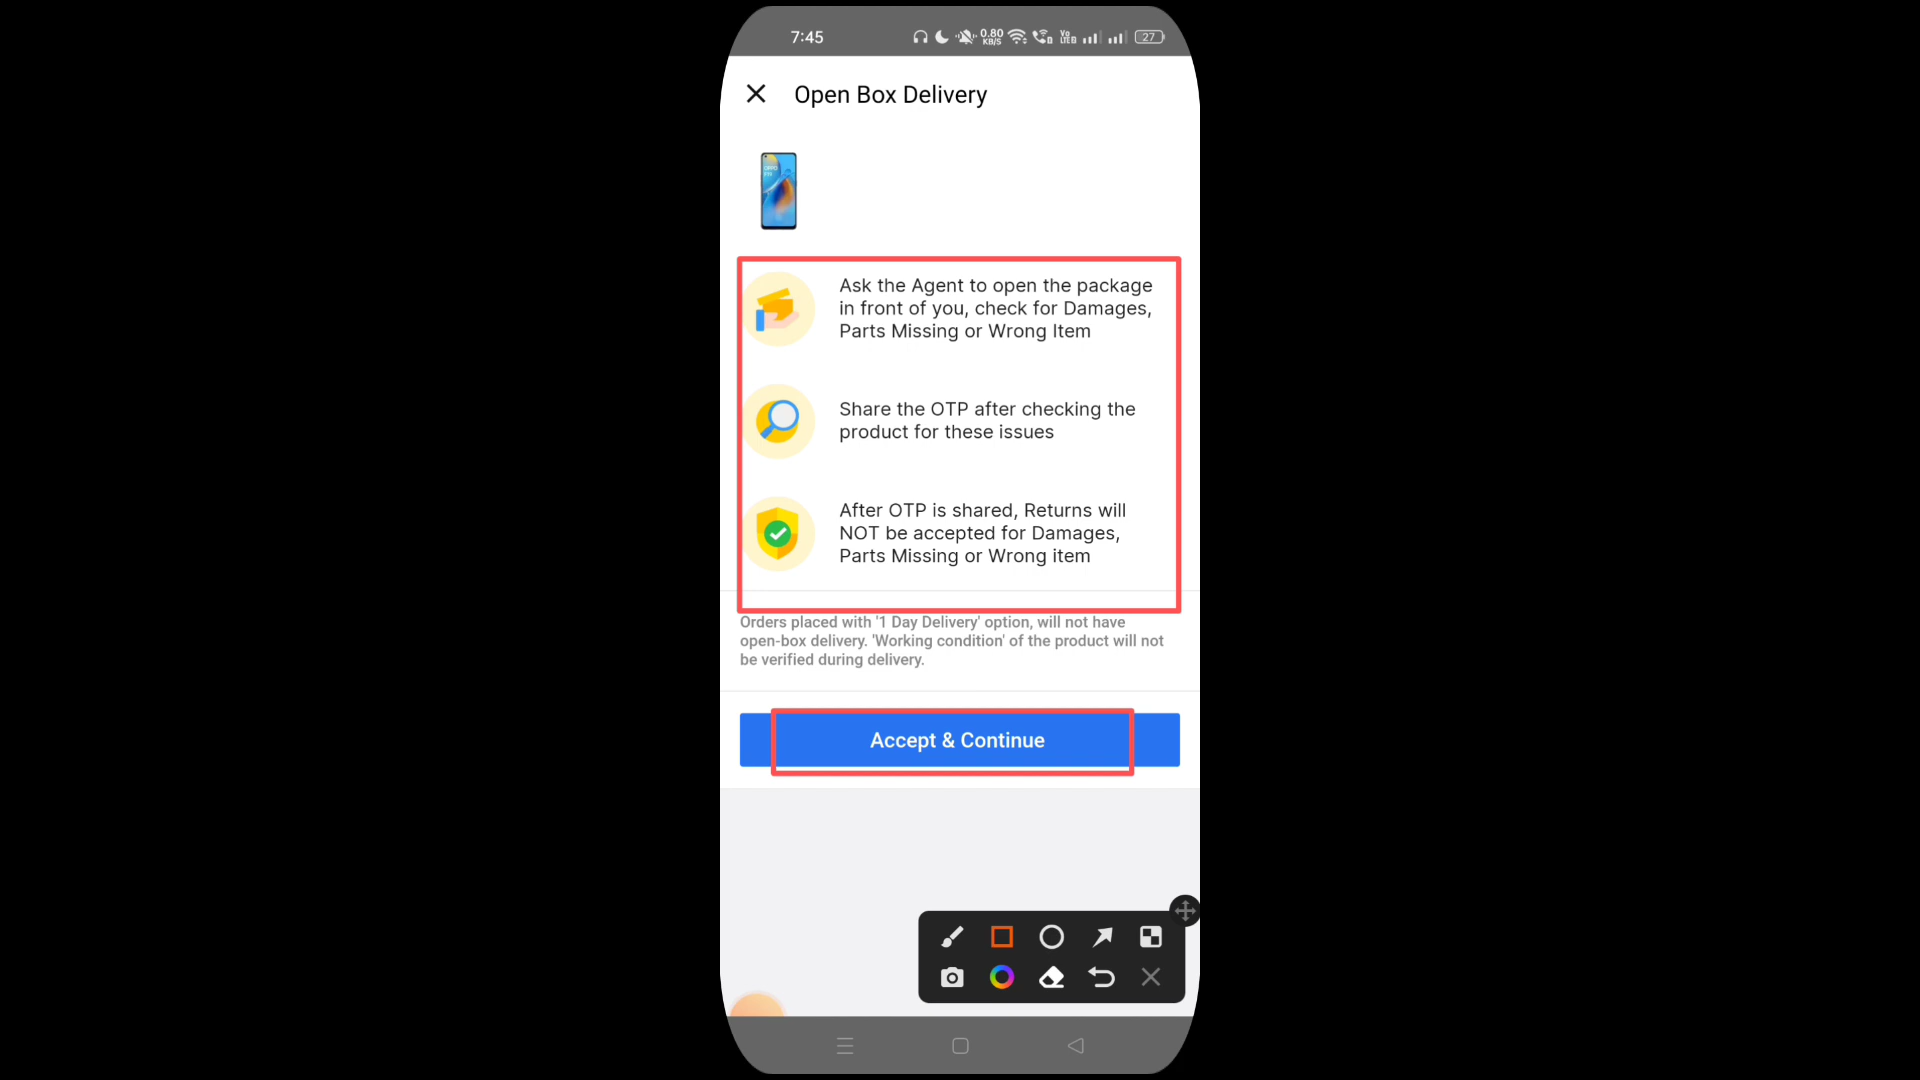 7:45
0.80
KB/S
27
Open Box Delivery
Ask the Agent to open the package
in front of you, check for Damages,
Parts Missing or Wrong Item
Share the OTP after checking the
product for these issues
After OTP is shared, Returns will
NOT be accepted for Damages,
Parts Missing or Wrong item
Orders placed with '1 Day Delivery' option, will not have
open-box delivery. 'Working condition' of the product will not
be verified during delivery.
Accept & Continue